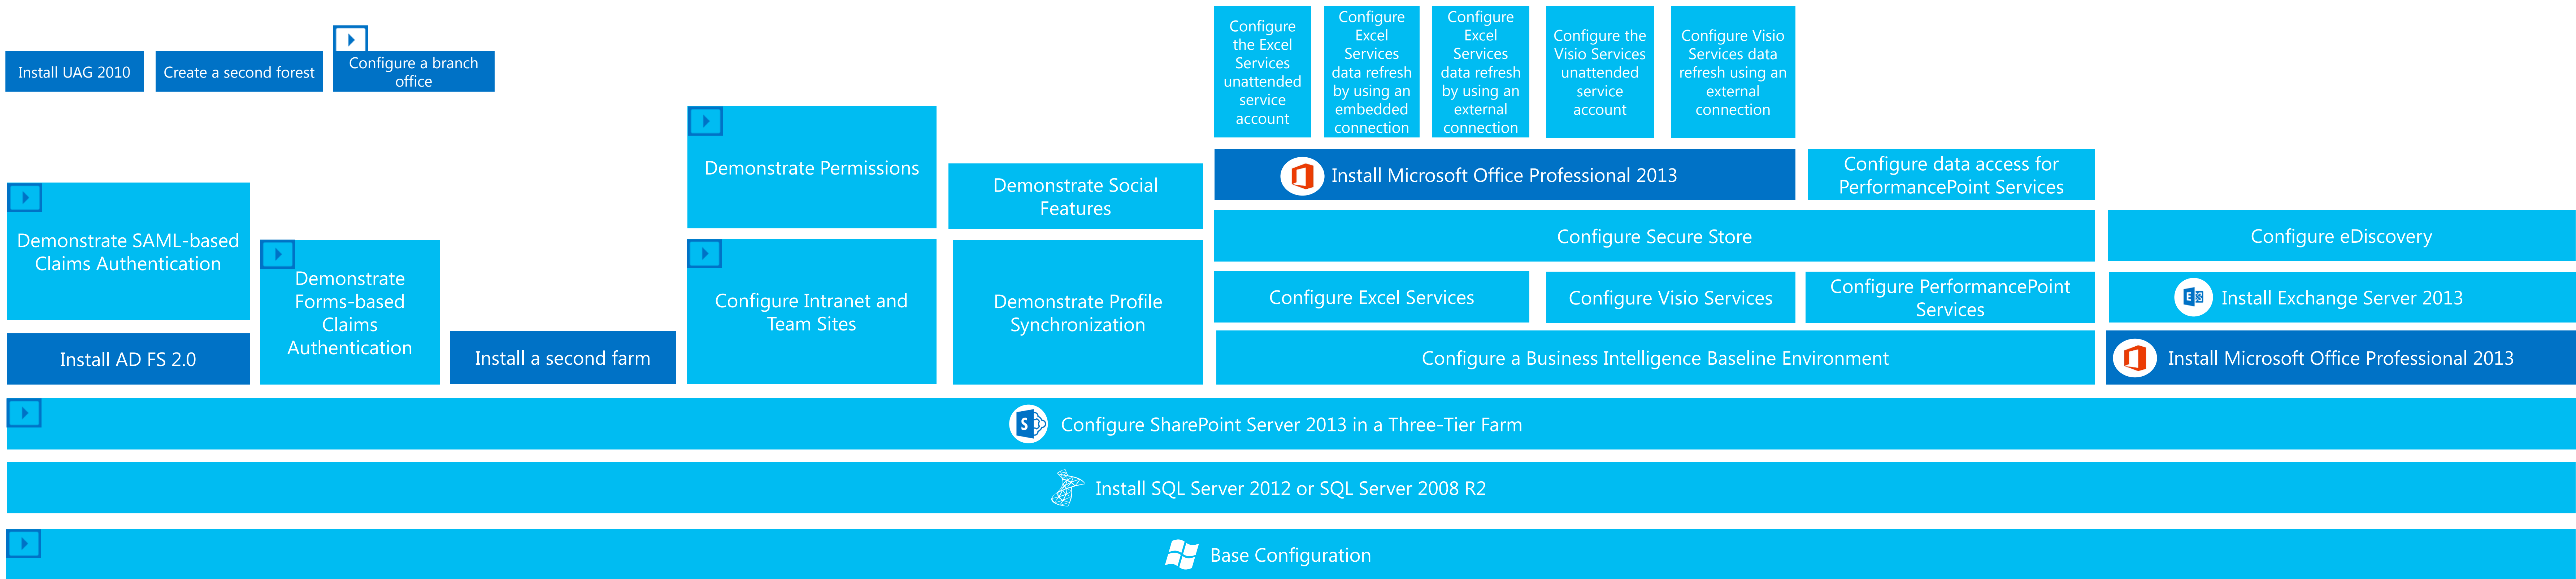 Install UAG 2010
Create a second forest
Configure a branch
office
Configure
the Excel
Services
unattended
service
account
Configure
Excel
Services
data refresh
by using an
embedded
connection
Configure
Excel
Services
data refresh
by using an
external
connection
Configure the
Visio Services
unattended
service
account
Configure Visio
Services data
refresh using an
external
connection
Demonstrate Permissions
Demonstrate Social
Features
Install Microsoft Office Professional 2013
Configure data access for
PerformancePoint Services
Demonstrate SAML-based
Claims Authentication
Demonstrate
Forms-based
Claims
Authentication
Configure Intranet and
Team Sites
Demonstrate Profile
Synchronization
Configure Secure Store
Configure eDiscovery
Configure Excel Services
Configure Visio Services
Configure PerformancePoint
Services
Install Exchange Server 2013
Install AD FS 2.0
Install a second farm
Configure a Business Intelligence Baseline Environment
Install Microsoft Office Professional 2013
Configure SharePoint Server 2013 in a Three-Tier Farm
Install SQL Server 2012 or SQL Server 2008 R2
Base Configuration